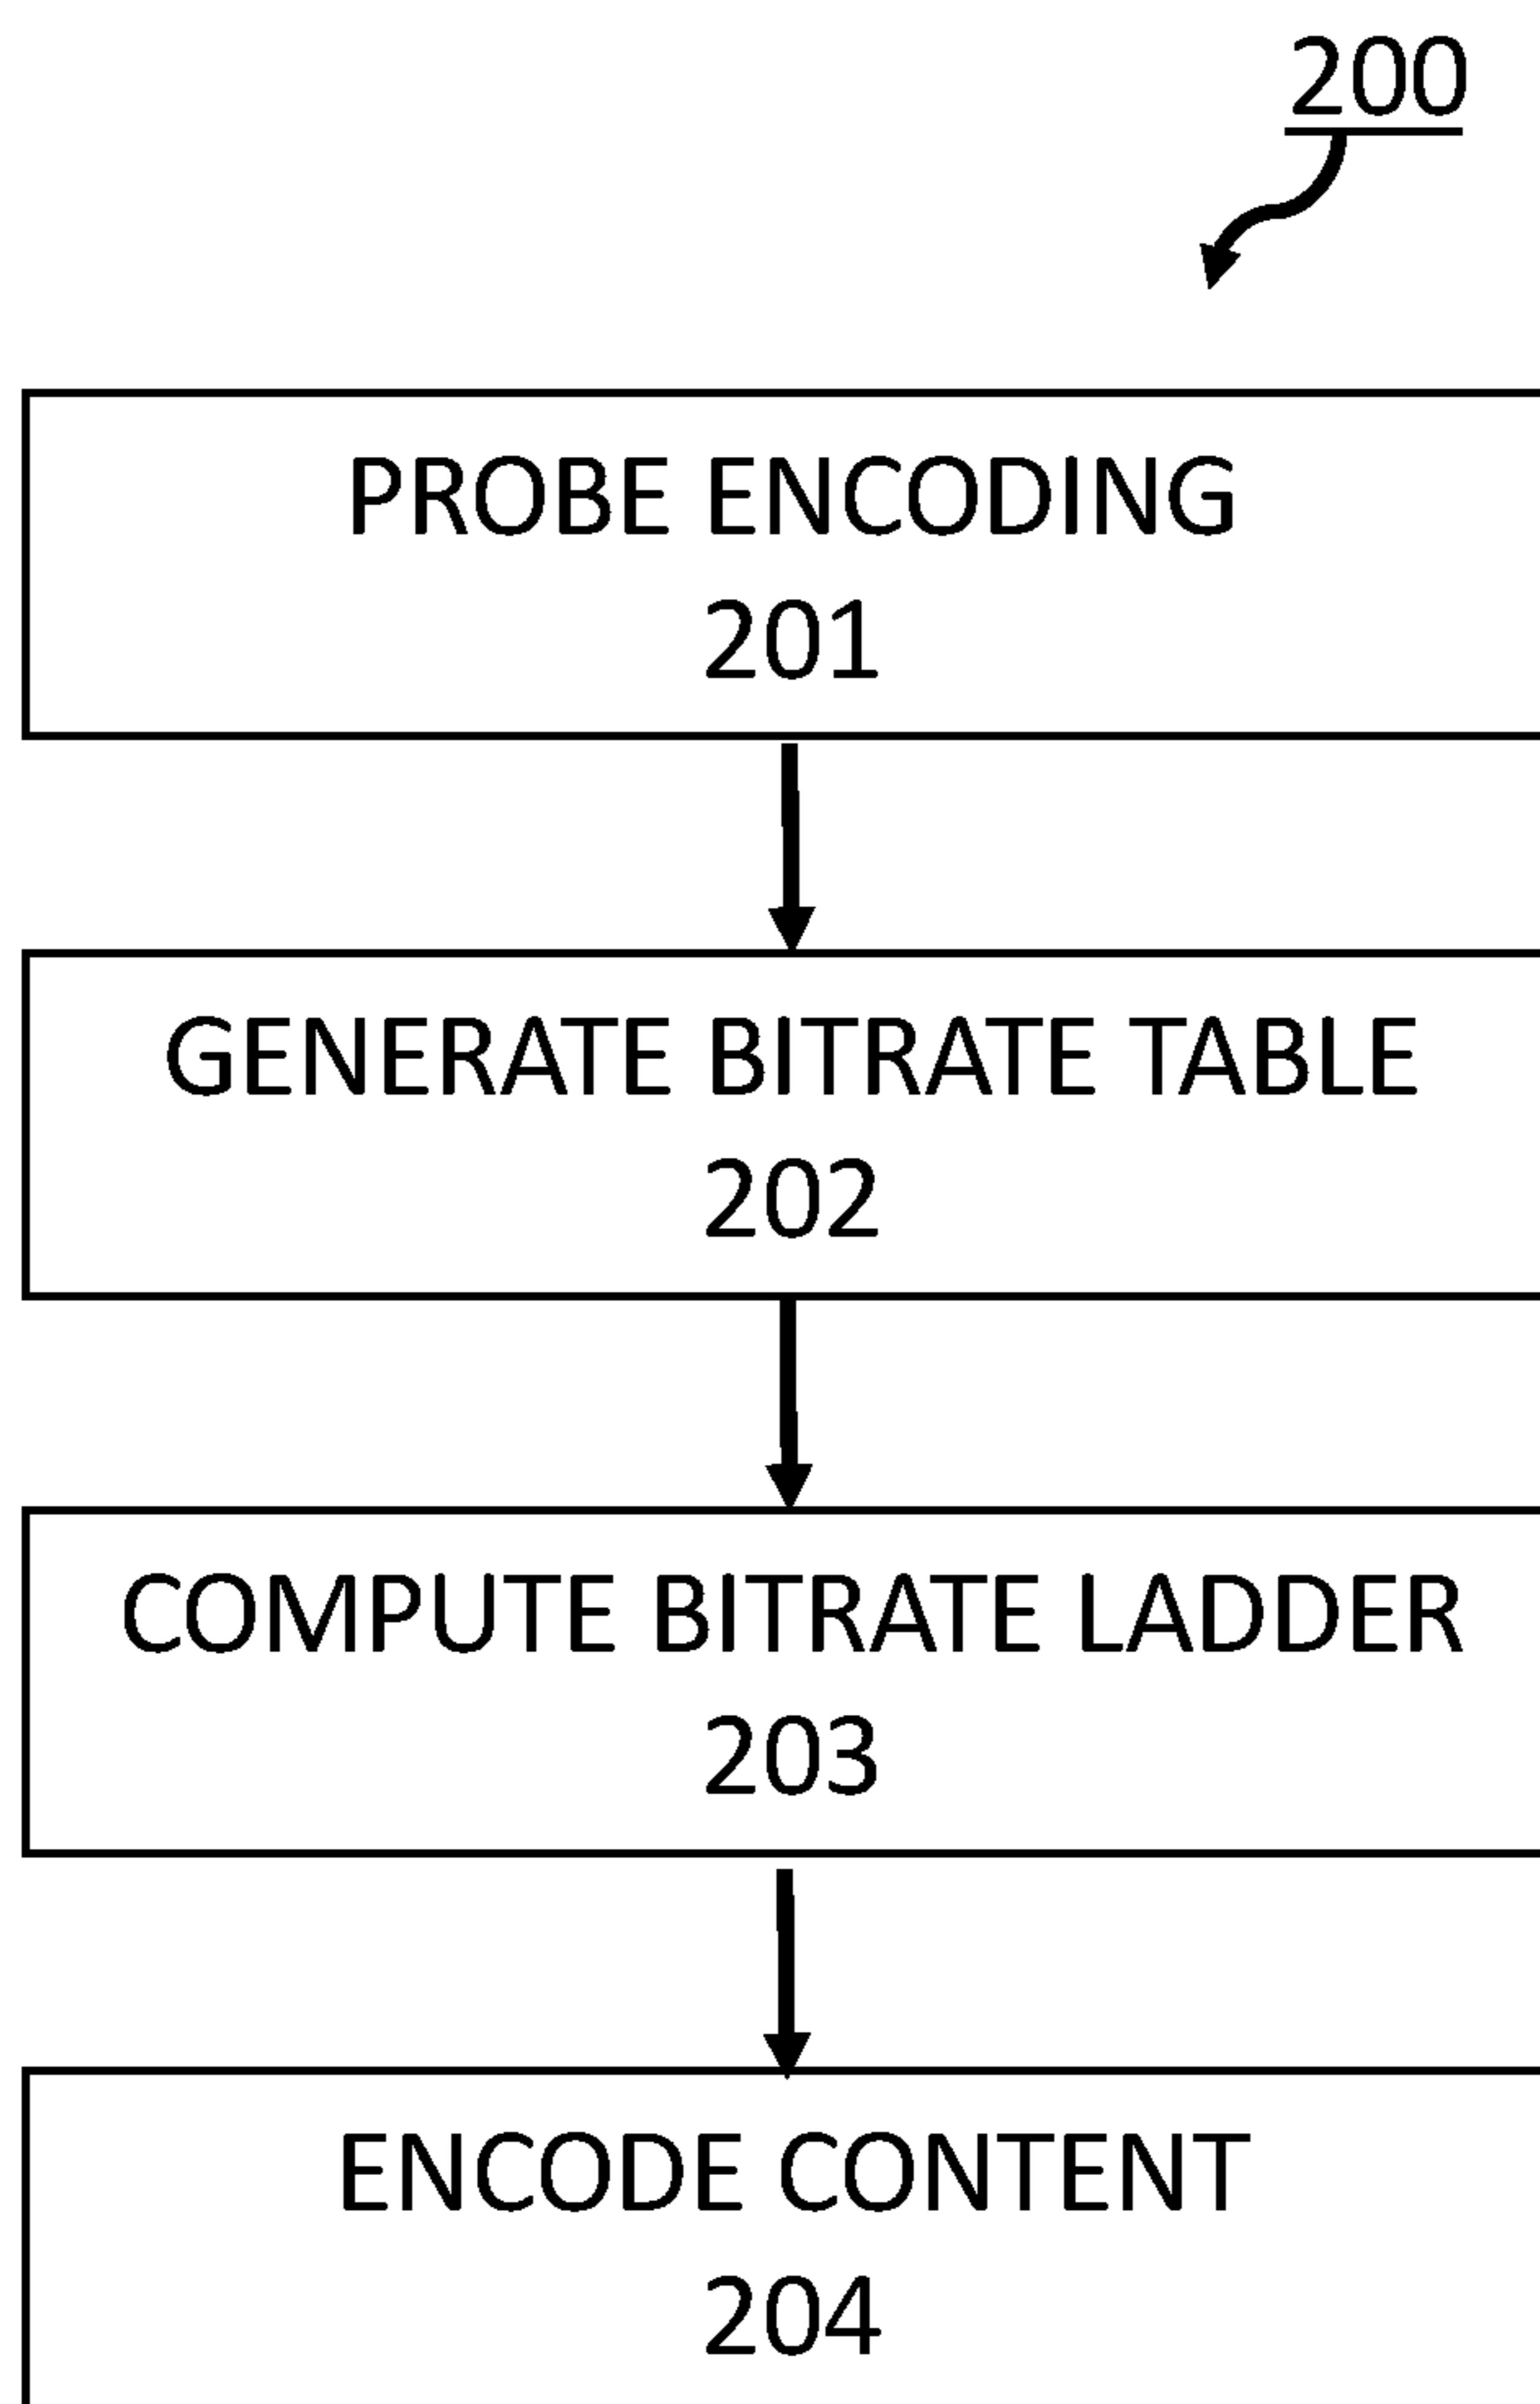 200
PROBE ENCODING
201
GENERATE BITRATE TABLE
202
COMPUTE BITRATE LADDER
203
ENCODE CONTENT
204